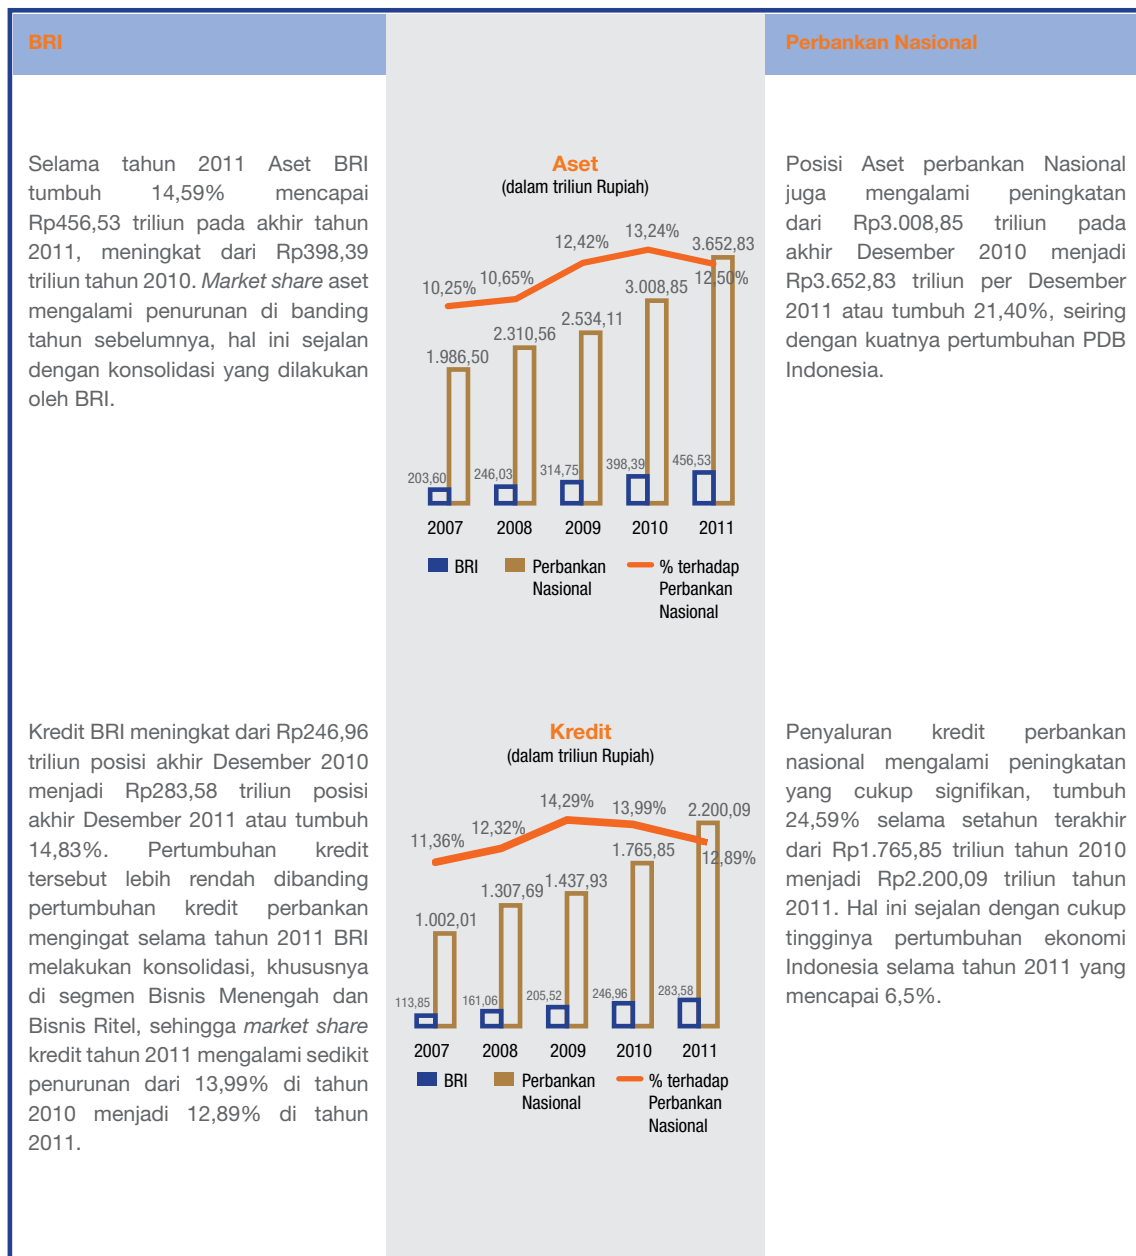 BRI
Perbankan Nasional
Selama tahun 2011 Aset BRI
tumbuh 14,59% mencapai
Rp456,53 triliun pada akhir tahun
2011, meningkat dari Rp398,39
triliun tahun 2010. Market share aset
mengalami penurunan di banding
tahun sebelumnya, hal ini sejalan
dengan konsolidasi yang dilakukan
oleh BRI.
Aset
(dalam triliun Rupiah)
10,25%
10,65%
12,42%
13,24%
12,50%
1.986,50
2.310,56
2.534,11
3.008,85
3.652,83
203,60
246,03
314,75
398,39
456,53
2007
2008
2009
2010
2011
BRI
Perbankan
Nasional
% terhadap
Perbankan
Nasional
Posisi Aset perbankan Nasional
juga mengalami peningkatan
dari Rp3.008,85 triliun pada
akhir Desember 2010 menjadi
Rp3.652,83 triliun per Desember
2011 atau tumbuh 21,40%, seiring
dengan kuatnya pertumbuhan PDB
Indonesia.
Kredit BRI meningkat dari Rp246,96
triliun posisi akhir Desember 2010
menjadi Rp283,58 triliun posisi
akhir Desember 2011 atau tumbuh
14,83%. Pertumbuhan kredit
tersebut lebih rendah dibanding
pertumbuhan kredit perbankan
mengingat selama tahun 2011 BRI
melakukan konsolidasi, khususnya
di segmen Bisnis Menengah dan
Bisnis Ritel, sehingga market share
kredit tahun 2011 mengalami sedikit
penurunan dari 13,99% di tahun
2010 menjadi 12,89% di tahun
2011.
Kredit
(dalam triliun Rupiah)
11,36%
12,32%
14,29%
13,99%
12,89%
1.002,01
1.307,69
1.437,93
1.765,85
2.200,09
113,85
161,06
205,52
246,96
283,58
2007
2008
2009
2010
2011
BRI
Perbankan
Nasional
% terhadap
Perbankan
Nasional
Penyaluran kredit perbankan
nasional mengalami peningkatan
yang cukup signifikan, tumbuh
24,59% selama setahun terakhir
dari Rp1.765,85 triliun tahun 2010
menjadi Rp2.200,09 triliun tahun
2011. Hal ini sejalan dengan cukup
tingginya pertumbuhan ekonomi
Indonesia selama tahun 2011 yang
mencapai 6,5%.